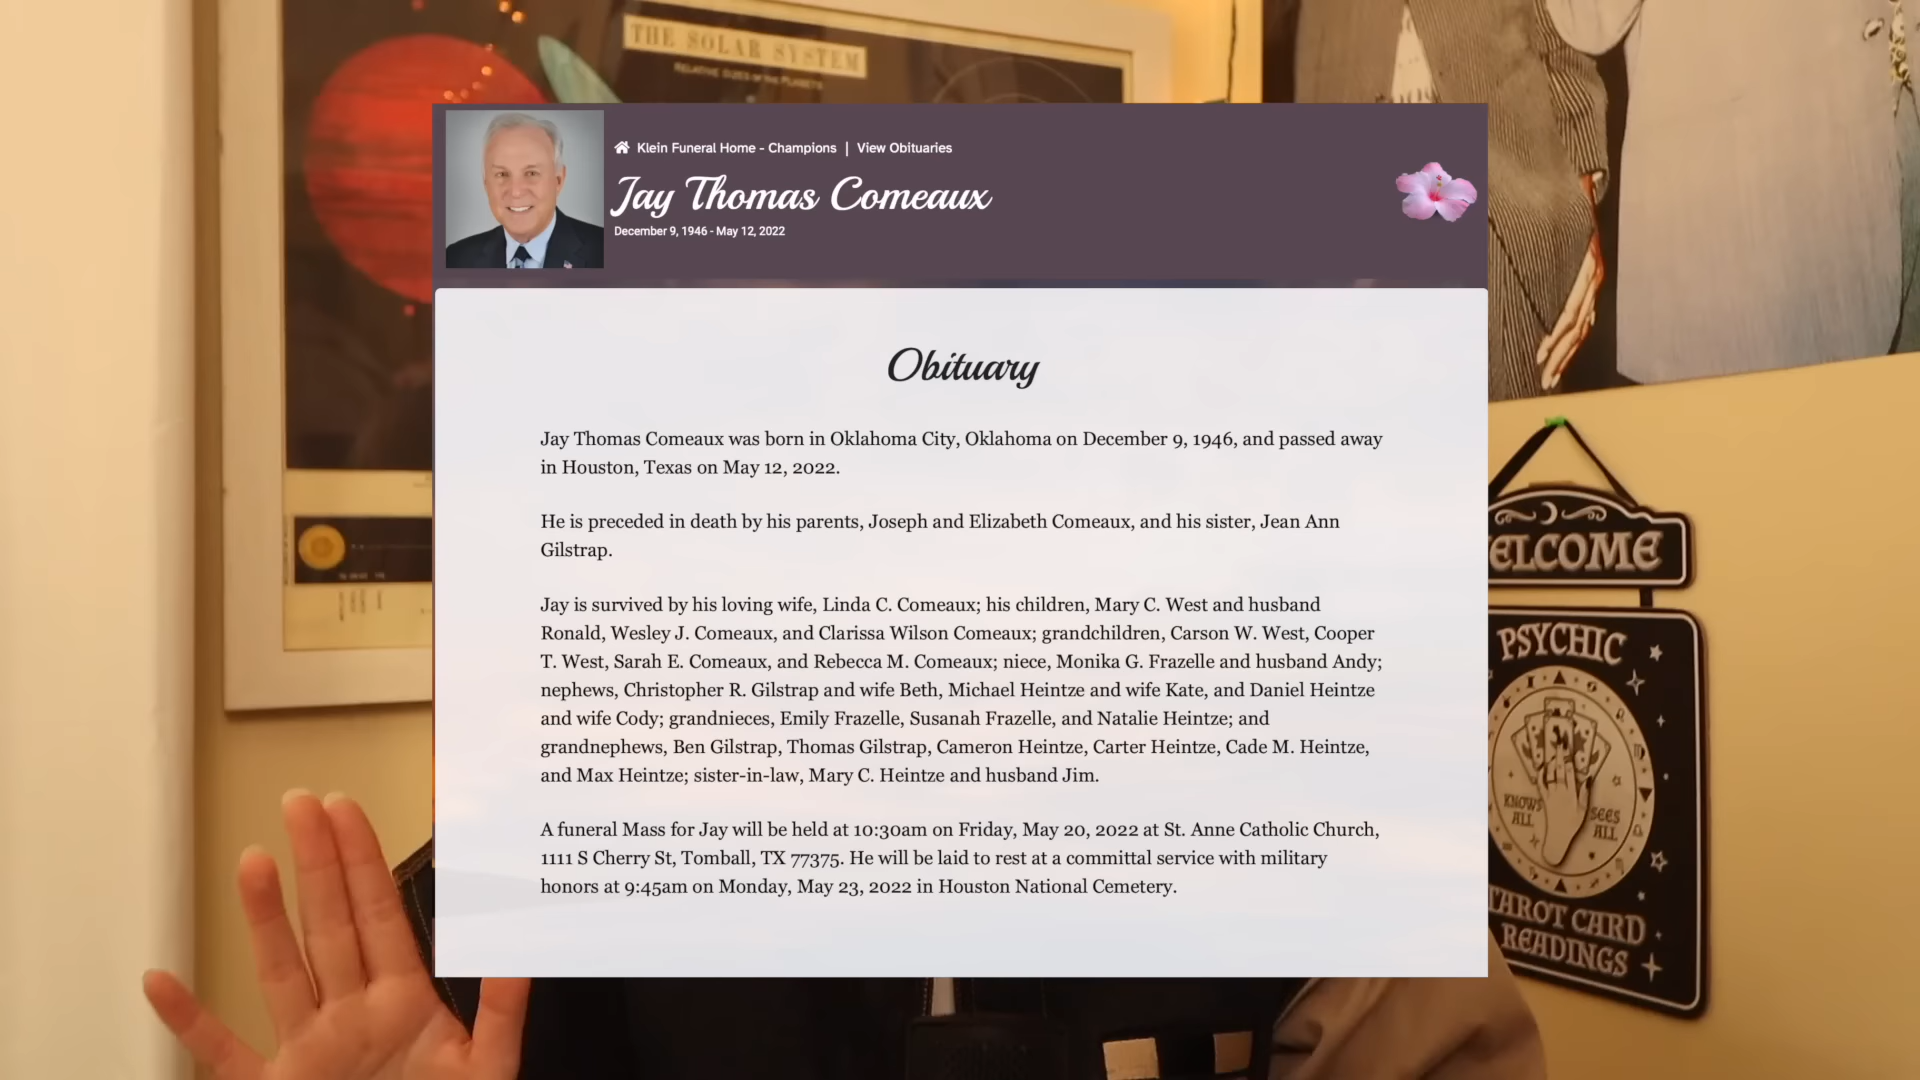 THE SOLAR SYSTEM
RELATIVE SIZES OF THE PLANETS
Klein Funeral Home - Champions | View Obituaries
Jay Thomas Comeaux
December 9, 1946 - May 12, 2022
Obituary
Jay Thomas Comeaux was born in Oklahoma City, Oklahoma on December 9, 1946, and passed away
in Houston, Texas on May 12, 2022.
He is preceded in death by his parents, Joseph and Elizabeth Comeaux, and his sister, Jean Ann
Gilstrap.
Jay is survived by his loving wife, Linda C. Comeaux; his children, Mary C. West and husband
Ronald, Wesley J. Comeaux, and Clarissa Wilson Comeaux; grandchildren, Carson W. West, Cooper
T. West, Sarah E. Comeaux, and Rebecca M. Comeaux; niece, Monika G. Frazelle and husband Andy;
nephews, Christopher R. Gilstrap and wife Beth, Michael Heintze and wife Kate, and Daniel Heintze
and wife Cody; grandnieces, Emily Frazelle, Susanah Frazelle, and Natalie Heintze; and
grandnephews, Ben Gilstrap, Thomas Gilstrap, Cameron Heintze, Carter Heintze, Cade M. Heintze,
and Max Heintze; sister-in-law, Mary C. Heintze and husband Jim.
A funeral Mass for Jay will be held at 10:30am on Friday, May 20, 2022 at St. Anne Catholic Church,
1111 S Cherry St, Tomball, TX 77375. He will be laid to rest at a committal service with military
honors at 9:45am on Monday, May 23, 2022 in Houston National Cemetery.
ELCOME
PSYCHIC
KNOWS
ALL
SEES
ALL
TAROT CARD
READINGS